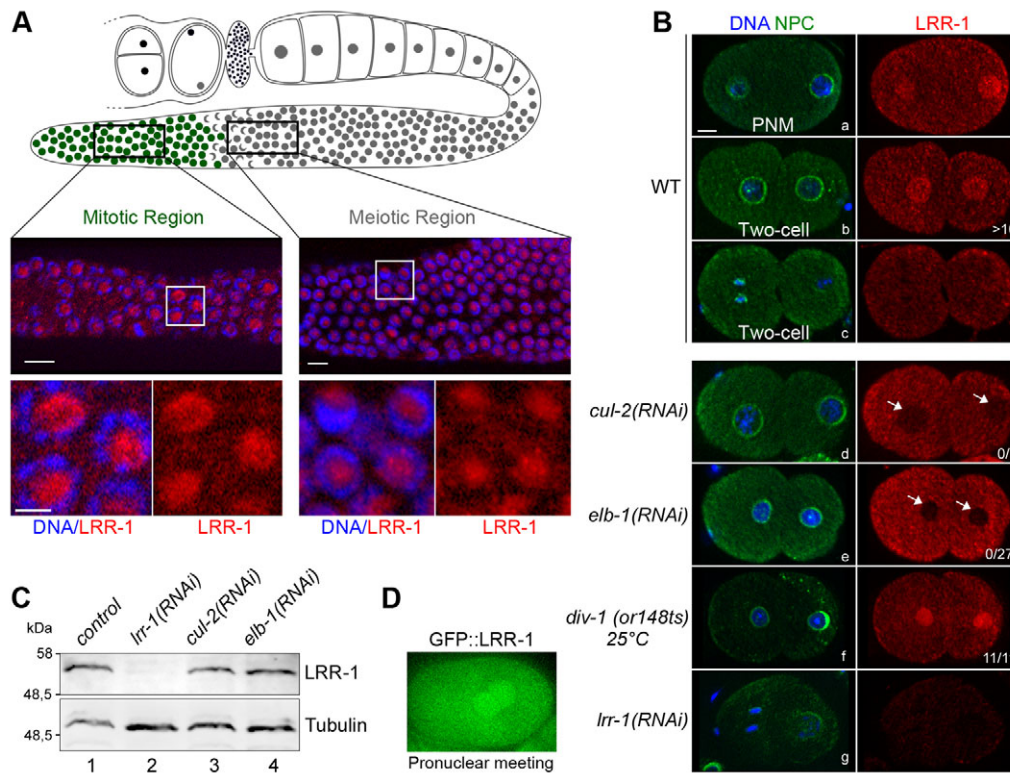 A
Mitotic Region
Meiotic Region
DNA/LRR-1
LRR-1
DNA/LRR-1
LRR-1
B
DNA NPC
LRR-1
WT
PNM
a
Two-cell
b
Two-cell
c
cul-2(RNAi)
d
0/
elb-1(RNAi)
e
0/27
div-1 (or148ts)
25°C
f
lrr-1(RNAi)
g
C
kDa
control
lrr-1(RNAi)
cul-2(RNAi)
elb-1(RNAi)
58
48,5
LRR-1
48,5
Tubulin
1 2 3 4
D
GFP::LRR-1
Pronuclear meeting